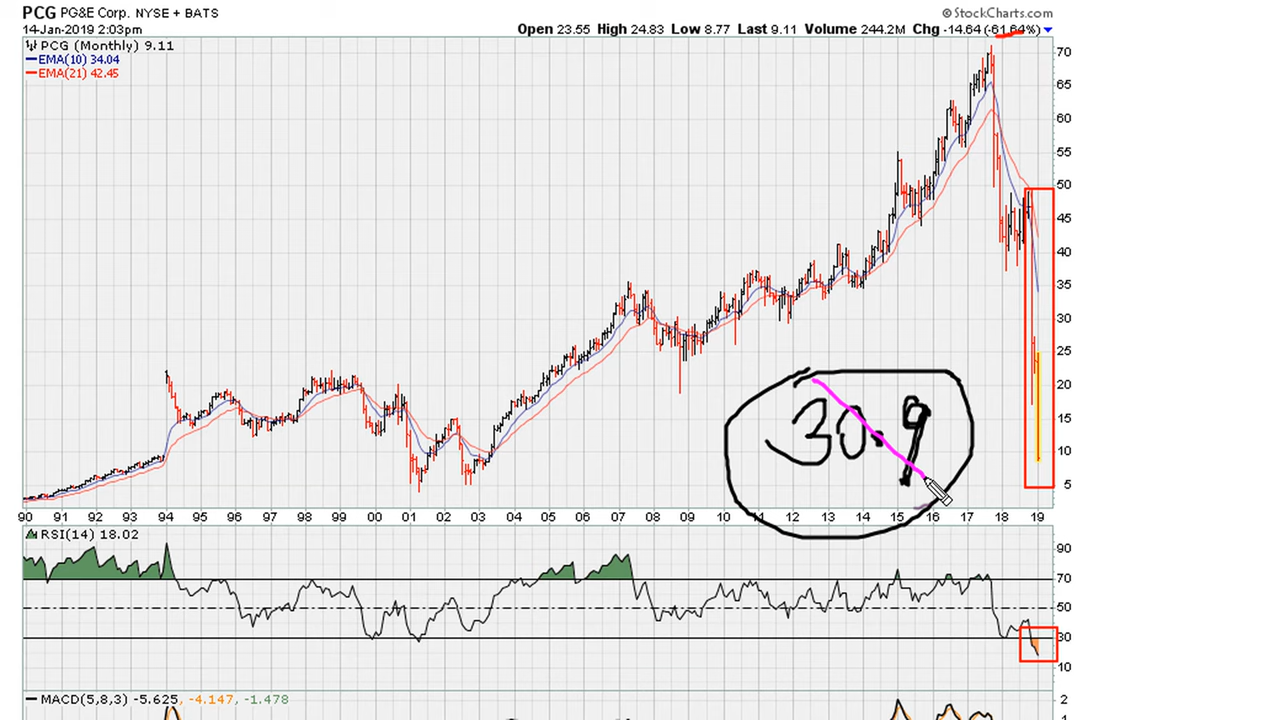 PCG PG&E Corp. NYSE + BATS
© StockCharts.com
14-Jan-2019 2:03pm
Open 23.55 High 24.83 Low 8.77 Last 9.11 Volume 244.2M Chg -14.64 (-61.64%)
PCG (Monthly) 9.11
EMA(10) 34.04
EMA(21) 42.45
70
65
60
55
50
45
40
35
30
25
20
15
10
5
30.9
90 91 92 93 94 95 96 97 98 99 00 01 02 03 04 05 06 07 08 09 10 11 12 13 14 15 16 17 18 19
RSI(14) 18.02
90
70
50
30
10
MACD(5,8,3) -5.625, -4.147, -1.478
2
1